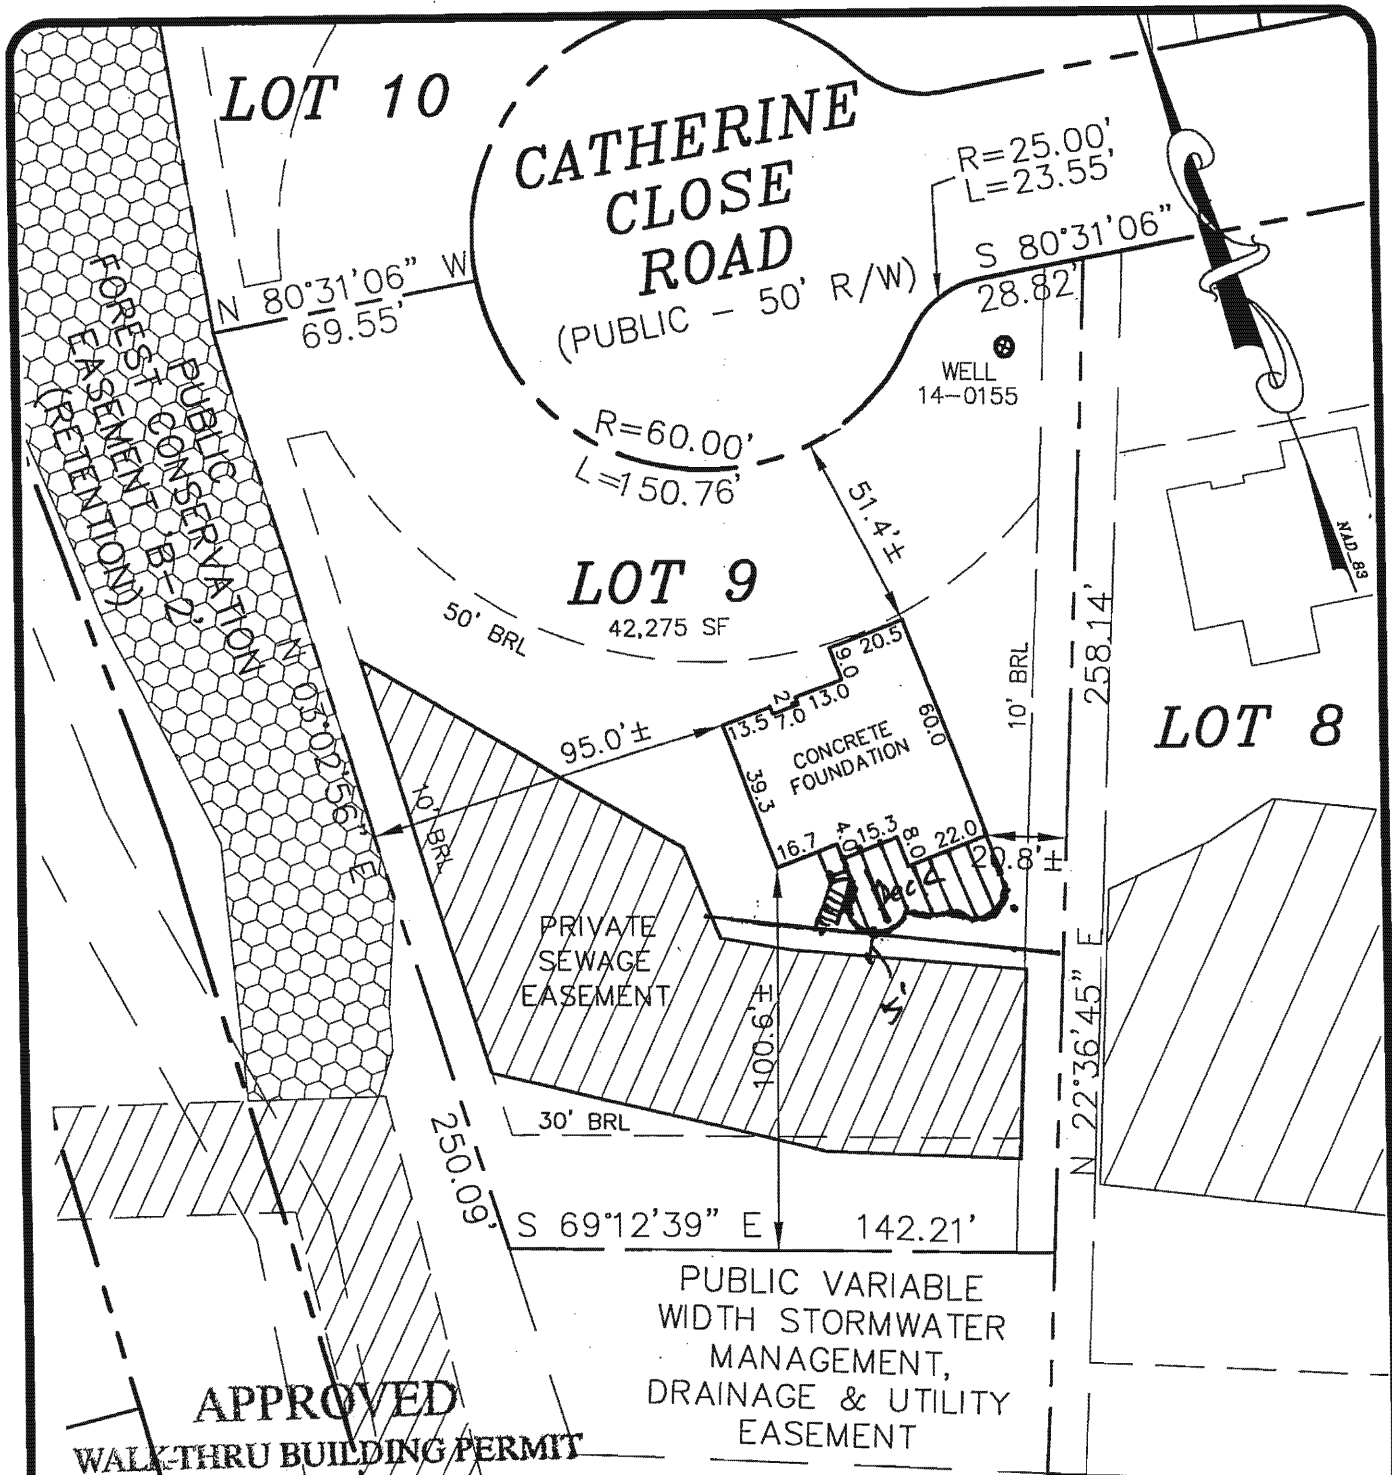 LOT 10
CATHERINE
CLOSE
ROAD
(PUBLIC - 50' R/W)
R=25.00'
L=23.55'
S 80°31'06"
28.82'
N 80°31'06" W
69.55'
WELL
14-0155
R=60.00'
L=150.76'
PUBLIC
FOREST CONSERVATION
EASEMENT B-2,
(RETENTION)
NAD_83
51.4'±
LOT 9
42,275 SF
50' BRL
20.5
9.0
13.0
2
7.0
13.5
10' BRL
258.14'
N 03°02'56" E
95.0'±
CONCRETE
FOUNDATION
60.0
39.3
LOT 8
10' BRL
16.7
4.0
15.3
8.0
22.0
20.8'±
Deck
PRIVATE
SEWAGE
EASEMENT
100.6'±
5'
N 22°36'45" E
30' BRL
250.09'
S 69°12'39" E 142.21'
PUBLIC VARIABLE
WIDTH STORMWATER
MANAGEMENT,
DRAINAGE & UTILITY
EASEMENT
APPROVED
WALK-THRU BUILDING PERMIT